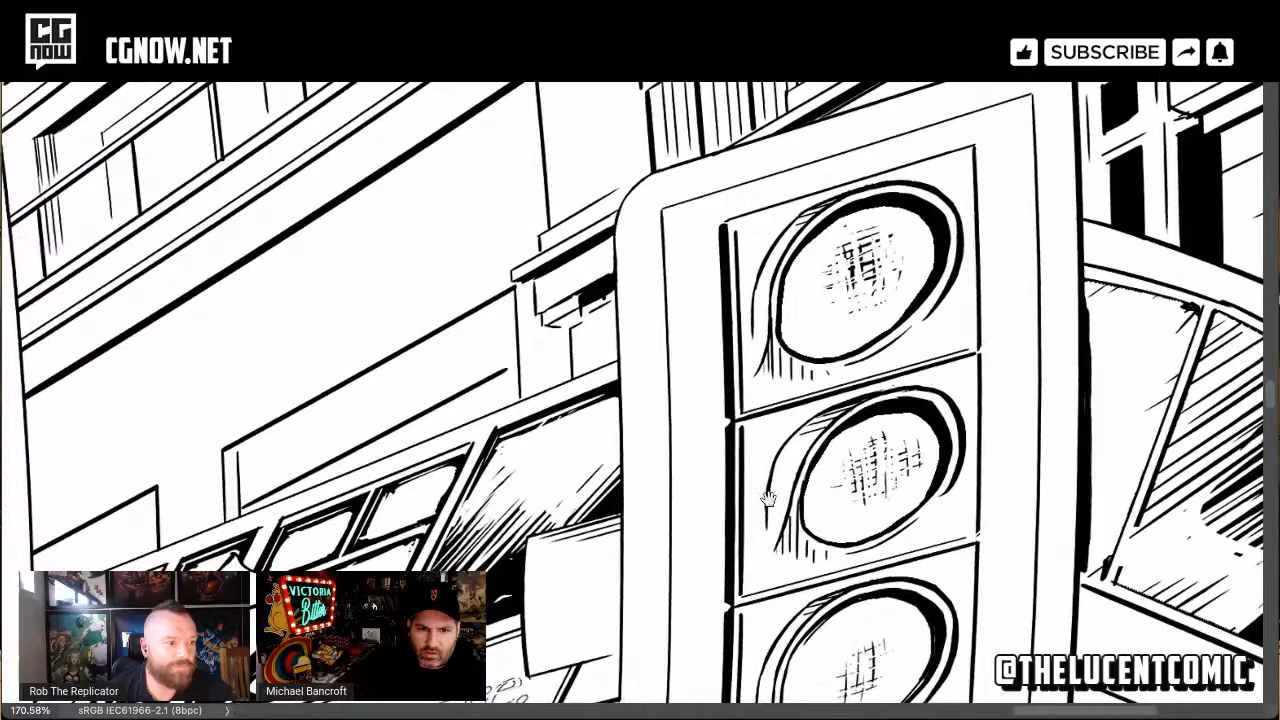 CG
NOW
CGNOW.NET
SUBSCRIBE
VICTORIA
Bitter
Rob The Replicator
Michael Bancroft
@THELUCENTCOMIC
170.58% sRGB IEC61966-2.1 (8bpc)